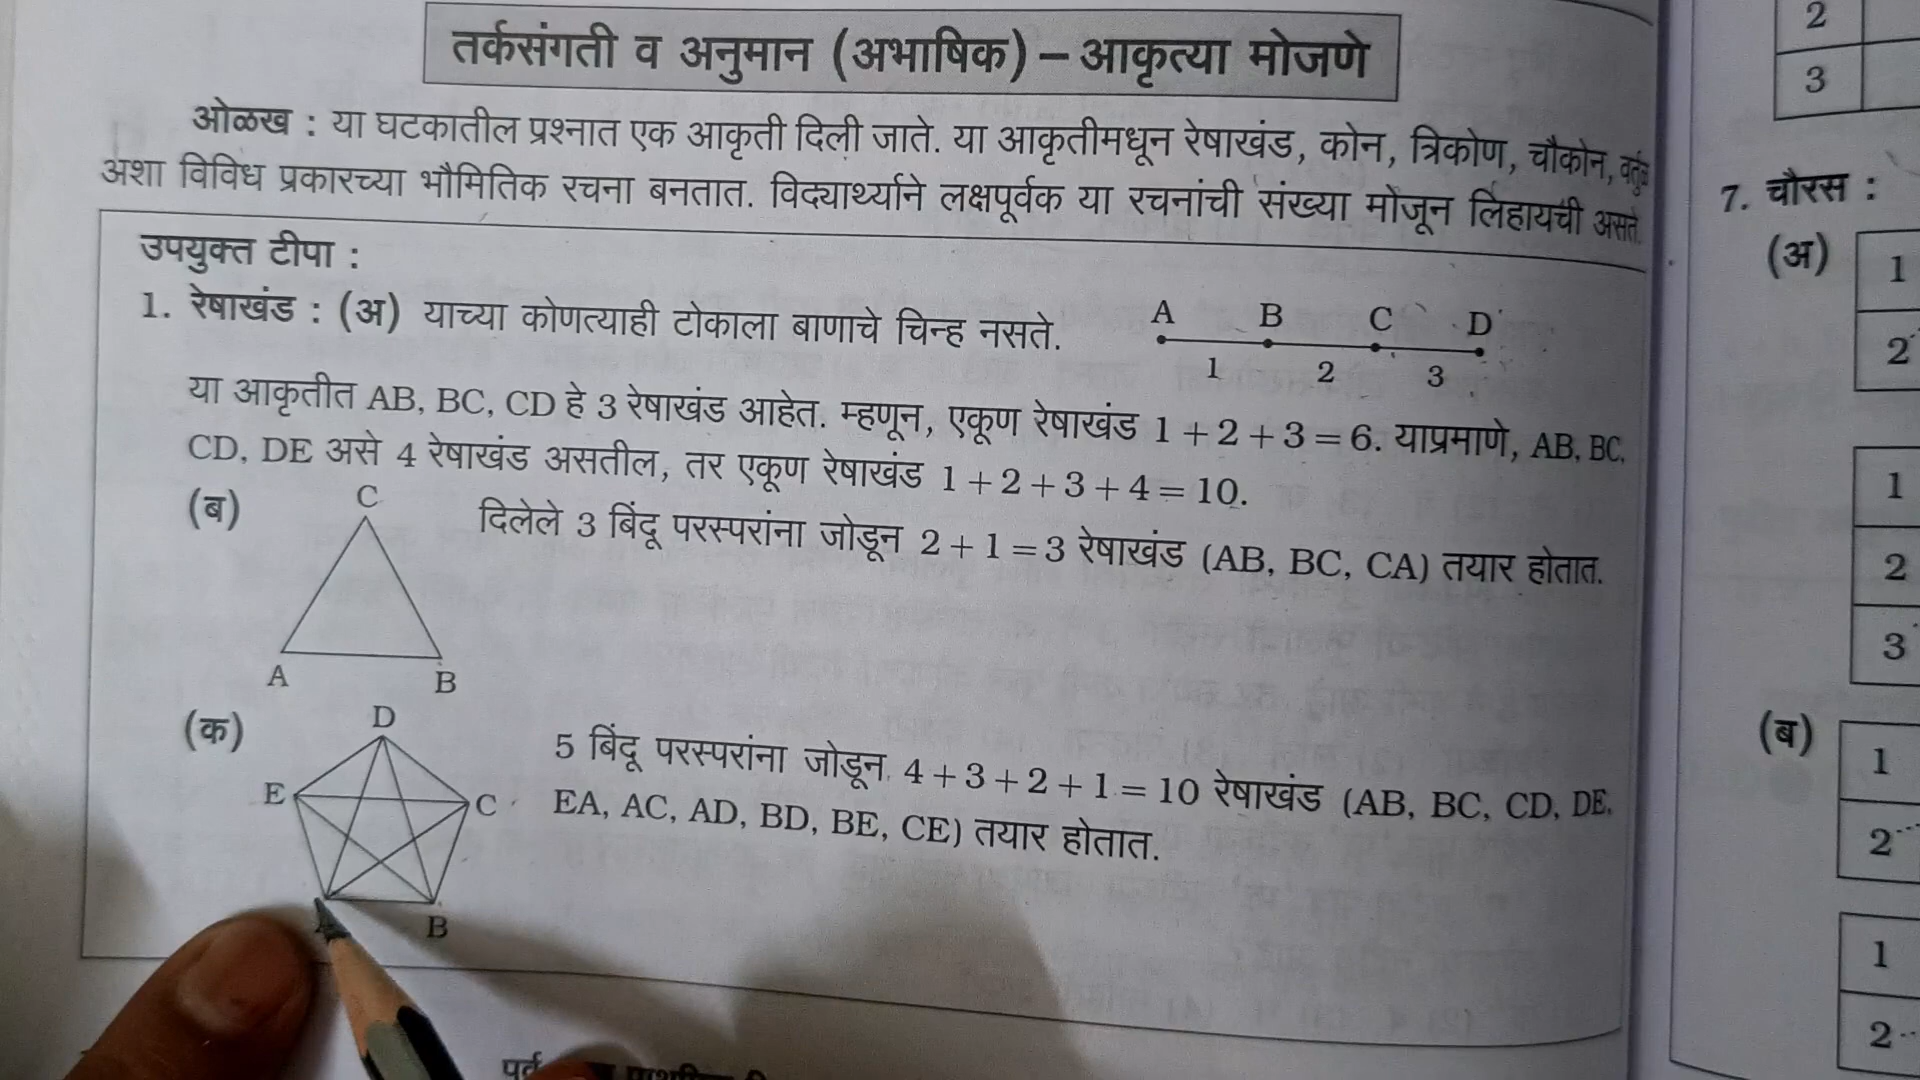 तर्कसंगती व अनुमान (अभाषिक) – आकृत्या मोजणे
ओळख : या घटकातील प्रश्नात एक आकृती दिली जाते. या आकृतीमधून रेषाखंड, कोन, त्रिकोण, चौकोन, वर्तुळ
अशा विविध प्रकारच्या भौमितिक रचना बनतात. विद्यार्थ्याने लक्षपूर्वक या रचनांची संख्या मोजून लिहायची असते.
उपयुक्त टीपा :
1. रेषाखंड : (अ) याच्या कोणत्याही टोकाला बाणाचे चिन्ह नसते.
A B C D
1 2 3
या आकृतीत AB, BC, CD हे 3 रेषाखंड आहेत. म्हणून, एकूण रेषाखंड 1 + 2 + 3 = 6. याप्रमाणे, AB, BC,
CD, DE असे 4 रेषाखंड असतील, तर एकूण रेषाखंड 1 + 2 + 3 + 4 = 10.
(ब)
C
A B
दिलेले 3 बिंदू परस्परांना जोडून 2 + 1 = 3 रेषाखंड (AB, BC, CA) तयार होतात.
(क)
D
E C
B
5 बिंदू परस्परांना जोडून 4 + 3 + 2 + 1 = 10 रेषाखंड (AB, BC, CD, DE,
EA, AC, AD, BD, BE, CE) तयार होतात.
2
3
7. चौरस :
(अ)
1
2
1
2
3
(ब)
1
2
1
2